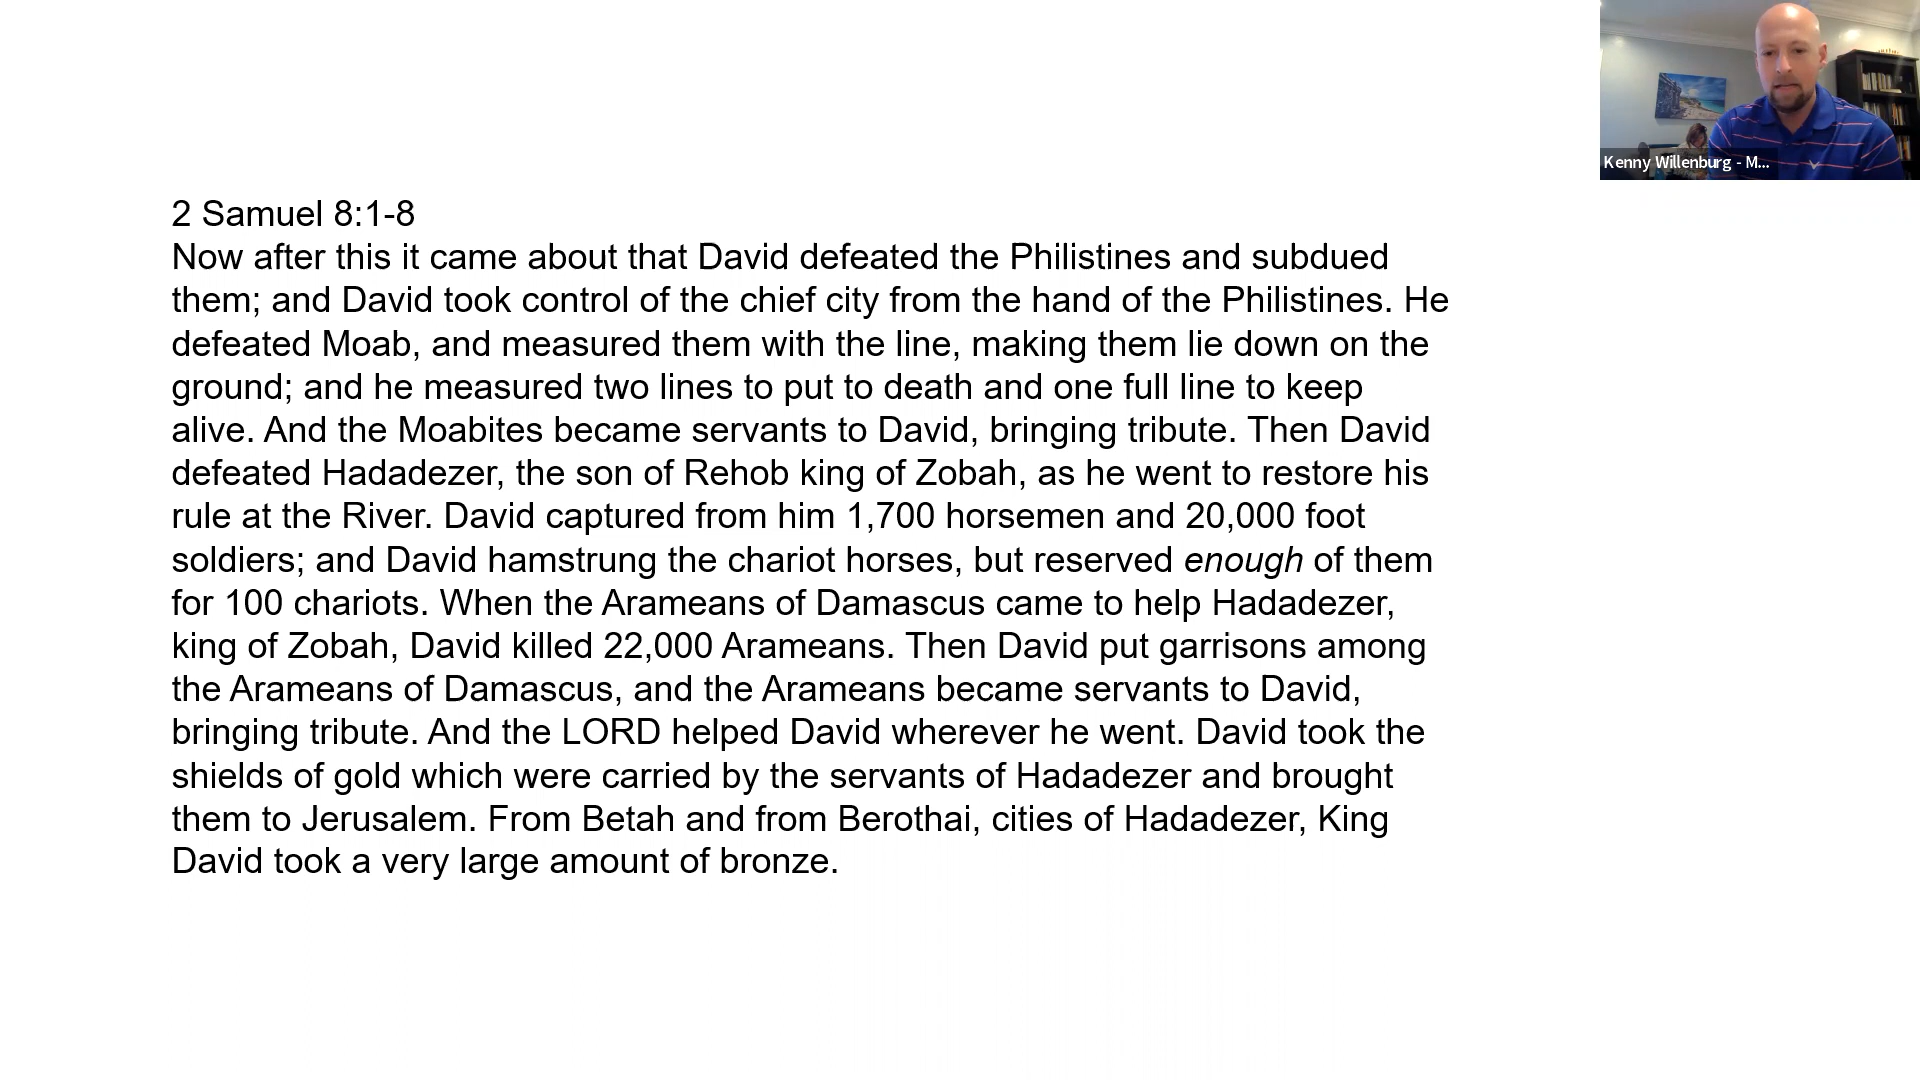 Kenny Willenburg - M...
2 Samuel 8:1-8
Now after this it came about that David defeated the Philistines and subdued
them; and David took control of the chief city from the hand of the Philistines. He
defeated Moab, and measured them with the line, making them lie down on the
ground; and he measured two lines to put to death and one full line to keep
alive. And the Moabites became servants to David, bringing tribute. Then David
defeated Hadadezer, the son of Rehob king of Zobah, as he went to restore his
rule at the River. David captured from him 1,700 horsemen and 20,000 foot
soldiers; and David hamstrung the chariot horses, but reserved enough of them
for 100 chariots. When the Arameans of Damascus came to help Hadadezer,
king of Zobah, David killed 22,000 Arameans. Then David put garrisons among
the Arameans of Damascus, and the Arameans became servants to David,
bringing tribute. And the LORD helped David wherever he went. David took the
shields of gold which were carried by the servants of Hadadezer and brought
them to Jerusalem. From Betah and from Berothai, cities of Hadadezer, King
David took a very large amount of bronze.